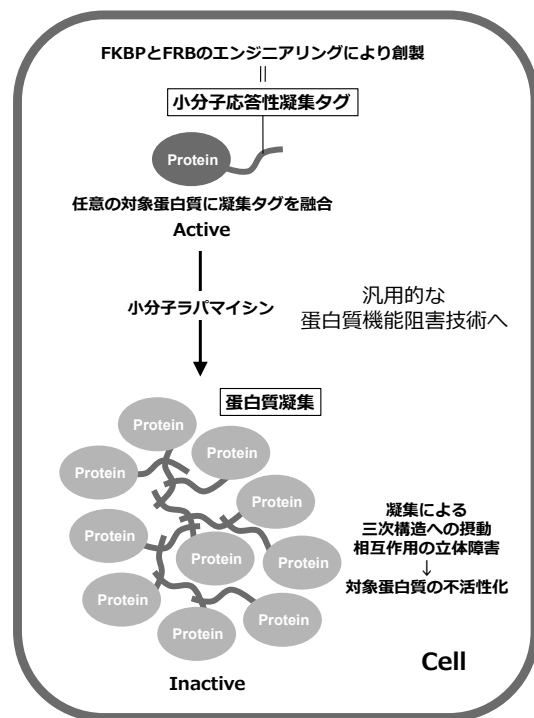 FKBPとFRBのエンジニアリングにより創製
||
小分子応答性凝集タグ
Protein
任意の対象蛋白質に凝集タグを融合
Active
小分子ラパマイシン
汎用的な
蛋白質機能阻害技術へ
蛋白質凝集
Protein
Protein
Protein
Protein
Protein
Protein
Protein
Protein
Protein
Protein
凝集による
三次構造への摂動
相互作用の立体障害
↓
対象蛋白質の不活性化
Cell
Inactive